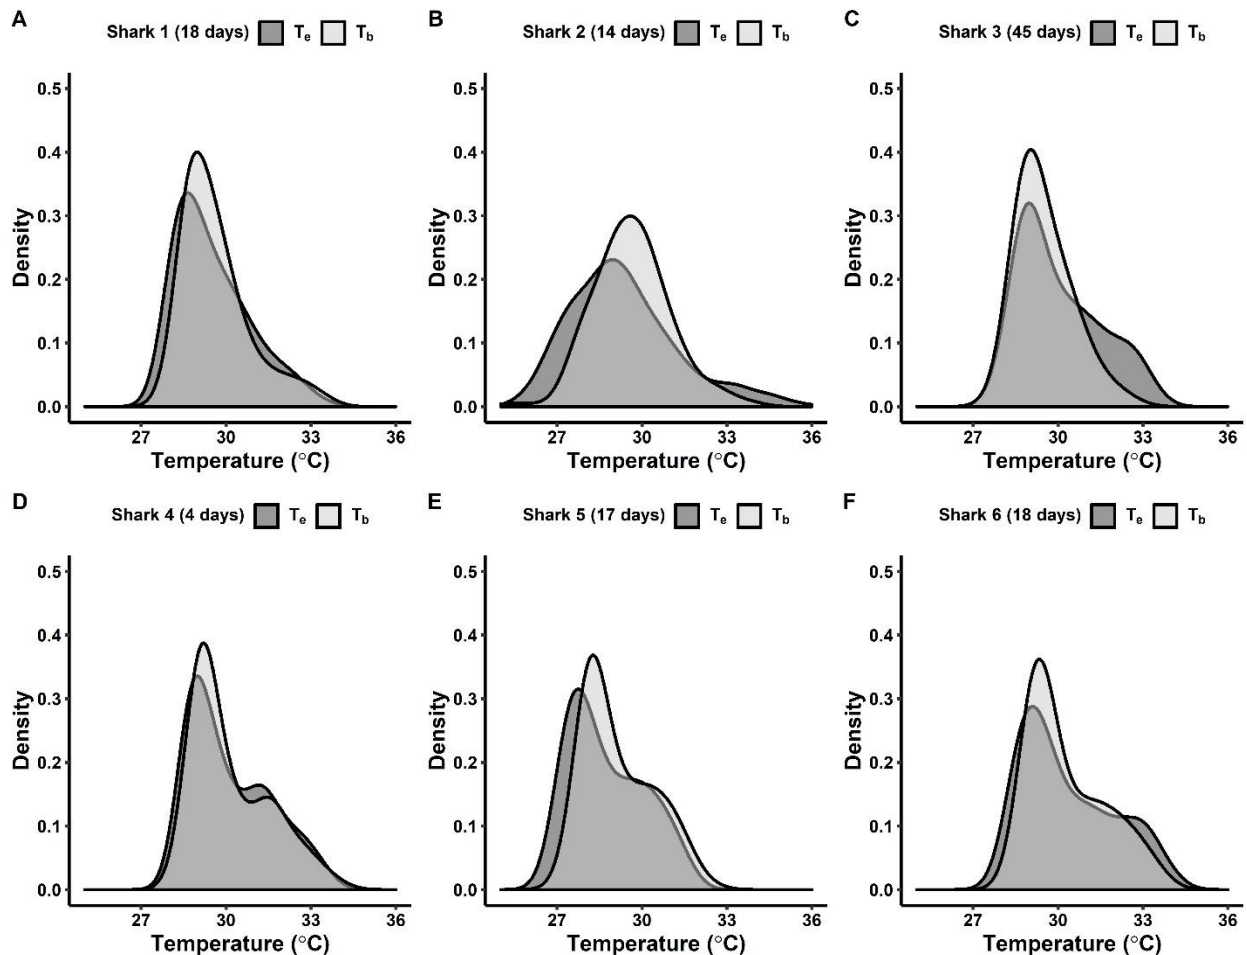 A
Shark 1 (18 days) Te Tb
0.5
0.4
0.3
0.2
0.1
0.0
Density
27 30 33 36
Temperature (°C)
B
Shark 2 (14 days) Te Tb
0.5
0.4
0.3
0.2
0.1
0.0
Density
27 30 33 36
Temperature (°C)
C
Shark 3 (45 days) Te Tb
0.5
0.4
0.3
0.2
0.1
0.0
Density
27 30 33 36
Temperature (°C)
D
Shark 4 (4 days) Te Tb
0.5
0.4
0.3
0.2
0.1
0.0
Density
27 30 33 36
Temperature (°C)
E
Shark 5 (17 days) Te Tb
0.5
0.4
0.3
0.2
0.1
0.0
Density
27 30 33 36
Temperature (°C)
F
Shark 6 (18 days) Te Tb
0.5
0.4
0.3
0.2
0.1
0.0
Density
27 30 33 36
Temperature (°C)